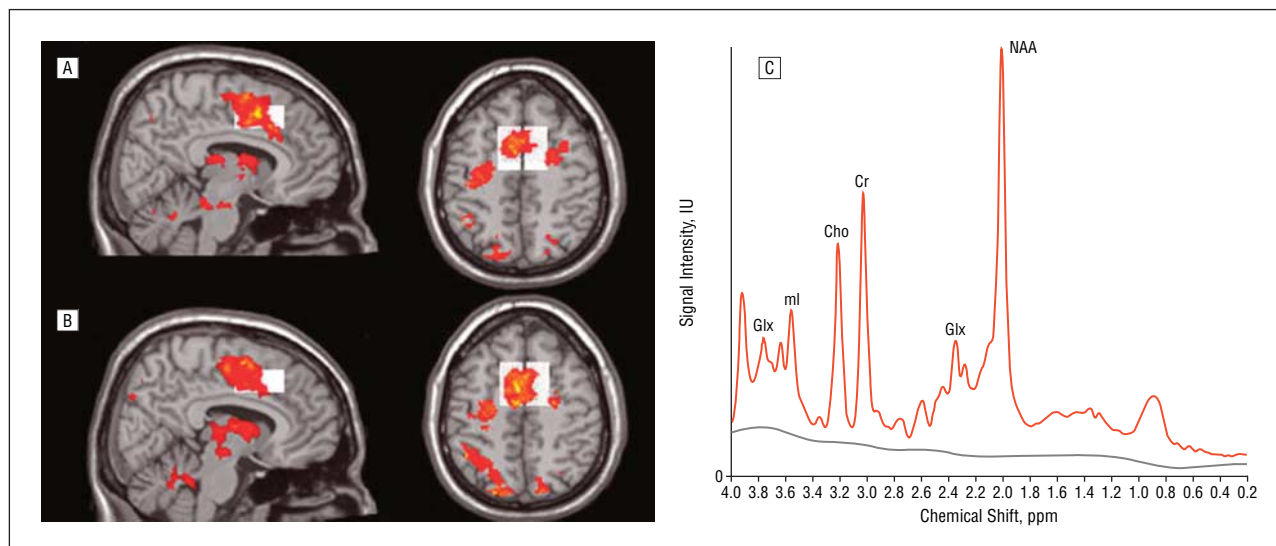 A
B
C
NAA
Cr
Cho
mI
Glx
Glx
Signal Intensity, IU
0
4.0 3.8 3.6 3.4 3.2 3.0 2.8 2.6 2.4 2.2 2.0 1.8 1.6 1.4 1.2 1.0 0.8 0.6 0.4 0.2
Chemical Shift, ppm